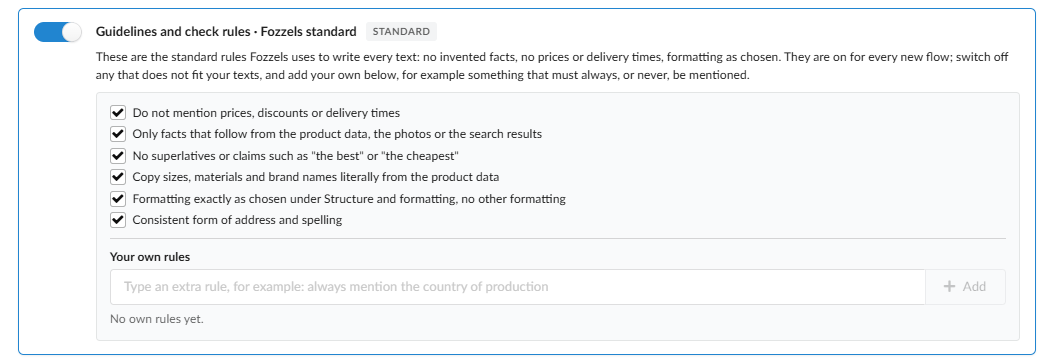 Guidelines and check rules · Fozzels standard STANDARD
These are the standard rules Fozzels uses to write every text: no invented facts, no prices or delivery times, formatting as chosen. They are on for every new flow; switch off
any that does not fit your texts, and add your own below, for example something that must always, or never, be mentioned.
Do not mention prices, discounts or delivery times
Only facts that follow from the product data, the photos or the search results
No superlatives or claims such as "the best" or "the cheapest"
Copy sizes, materials and brand names literally from the product data
Formatting exactly as chosen under Structure and formatting, no other formatting
Consistent form of address and spelling
Your own rules
Type an extra rule, for example: always mention the country of production
+ Add
No own rules yet.